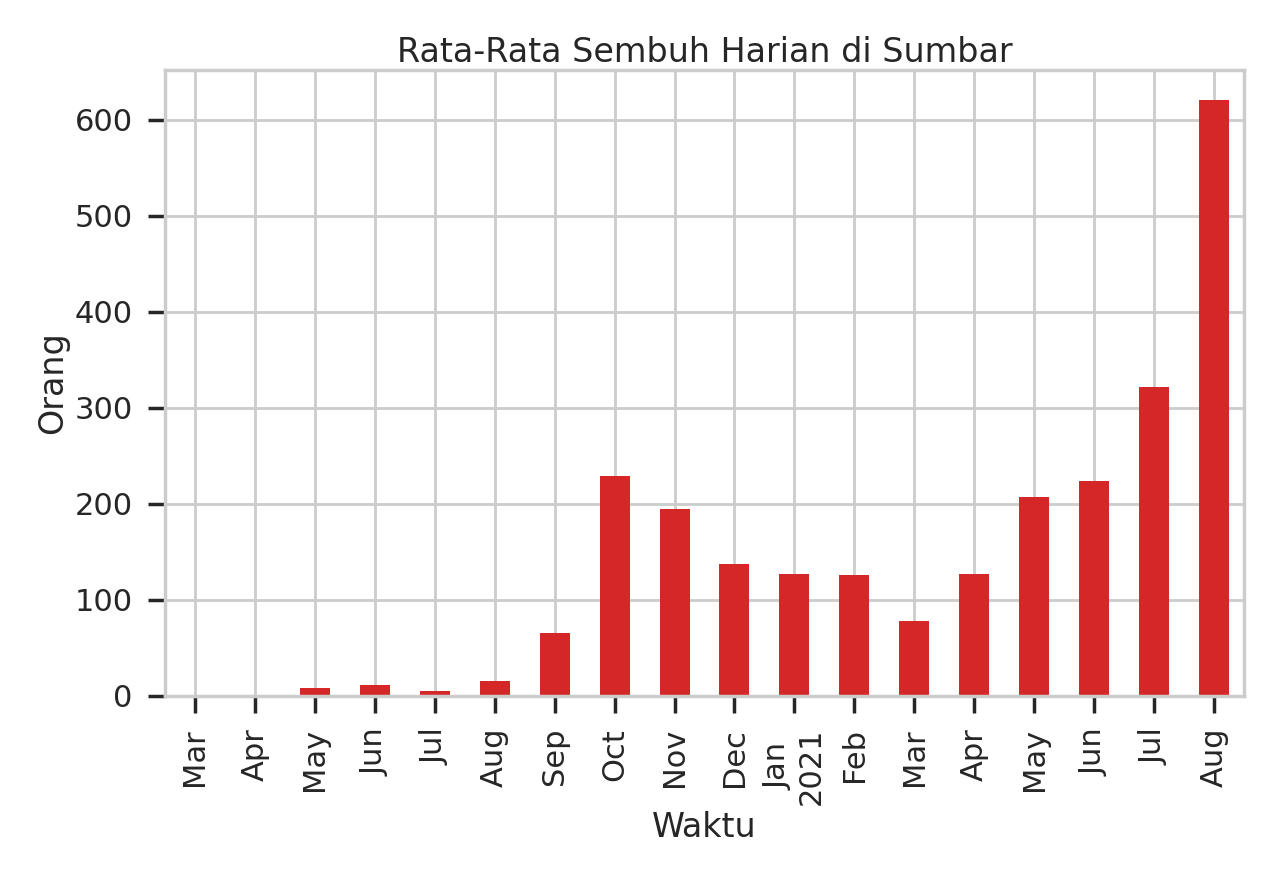 Rata-Rata Sembuh Harian di Sumbar
600
500
400
300
200
100
0
Orang
Mar
Apr
May
Jun
Jul
Aug
Sep
Oct
Nov
Dec
Jan
2021
Feb
Mar
Apr
May
Jun
Jul
Aug
Waktu